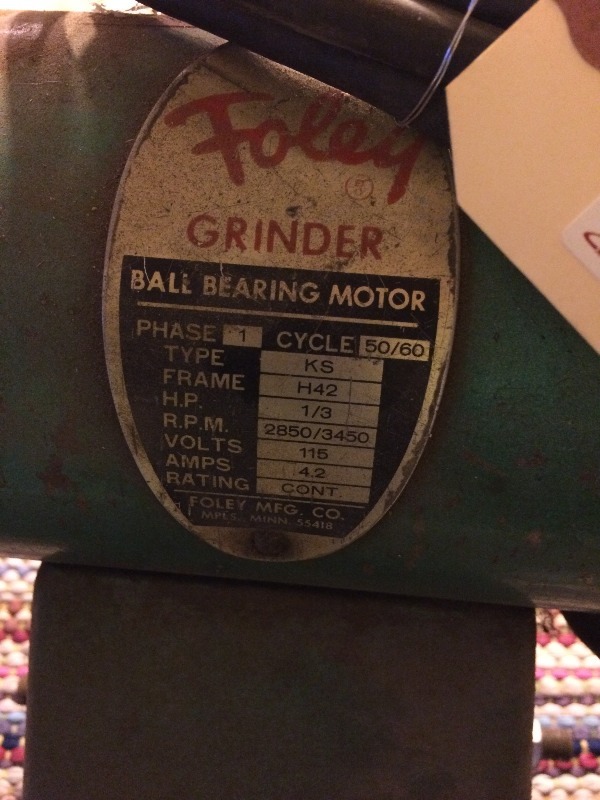 Foley
GRINDER
BALL BEARING MOTOR
PHASE 1 CYCLE 50/60
TYPE KS
FRAME H42
H.P. 1/3
R.P.M. 2850/3450
VOLTS 115
AMPS 4.2
RATING CONT.
FOLEY MFG. CO.
MPLS. MINN. 55418